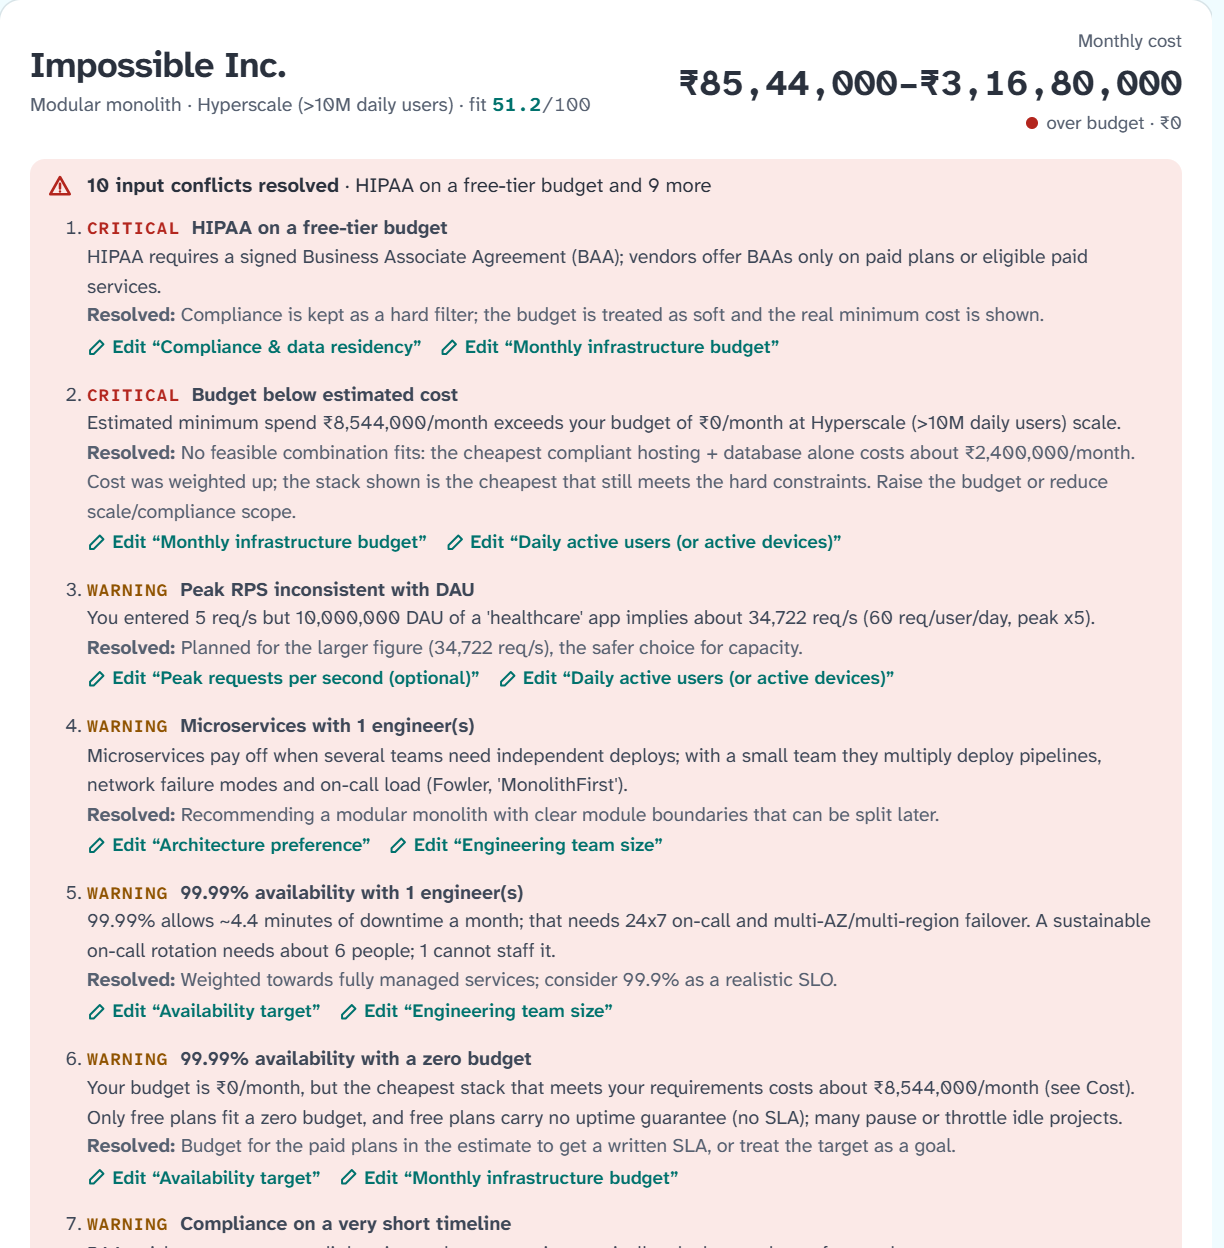 Monthly cost
Impossible Inc.
₹85,44,000–₹3,16,80,000
Modular monolith · Hyperscale (>10M daily users) · fit 51.2/100
over budget · ₹0
10 input conflicts resolved · HIPAA on a free-tier budget and 9 more
1. CRITICAL HIPAA on a free-tier budget
HIPAA requires a signed Business Associate Agreement (BAA); vendors offer BAAs only on paid plans or eligible paid
services.
Resolved: Compliance is kept as a hard filter; the budget is treated as soft and the real minimum cost is shown.
Edit “Compliance & data residency” Edit “Monthly infrastructure budget”
2. CRITICAL Budget below estimated cost
Estimated minimum spend ₹8,544,000/month exceeds your budget of ₹0/month at Hyperscale (>10M daily users) scale.
Resolved: No feasible combination fits: the cheapest compliant hosting + database alone costs about ₹2,400,000/month.
Cost was weighted up; the stack shown is the cheapest that still meets the hard constraints. Raise the budget or reduce
scale/compliance scope.
Edit “Monthly infrastructure budget” Edit “Daily active users (or active devices)”
3. WARNING Peak RPS inconsistent with DAU
You entered 5 req/s but 10,000,000 DAU of a 'healthcare' app implies about 34,722 req/s (60 req/user/day, peak x5).
Resolved: Planned for the larger figure (34,722 req/s), the safer choice for capacity.
Edit “Peak requests per second (optional)” Edit “Daily active users (or active devices)”
4. WARNING Microservices with 1 engineer(s)
Microservices pay off when several teams need independent deploys; with a small team they multiply deploy pipelines,
network failure modes and on-call load (Fowler, 'MonolithFirst').
Resolved: Recommending a modular monolith with clear module boundaries that can be split later.
Edit “Architecture preference” Edit “Engineering team size”
5. WARNING 99.99% availability with 1 engineer(s)
99.99% allows ~4.4 minutes of downtime a month; that needs 24x7 on-call and multi-AZ/multi-region failover. A sustainable
on-call rotation needs about 6 people; 1 cannot staff it.
Resolved: Weighted towards fully managed services; consider 99.9% as a realistic SLO.
Edit “Availability target” Edit “Engineering team size”
6. WARNING 99.99% availability with a zero budget
Your budget is ₹0/month, but the cheapest stack that meets your requirements costs about ₹8,544,000/month (see Cost).
Only free plans fit a zero budget, and free plans carry no uptime guarantee (no SLA); many pause or throttle idle projects.
Resolved: Budget for the paid plans in the estimate to get a written SLA, or treat the target as a goal.
Edit “Availability target” Edit “Monthly infrastructure budget”
7. WARNING Compliance on a very short timeline